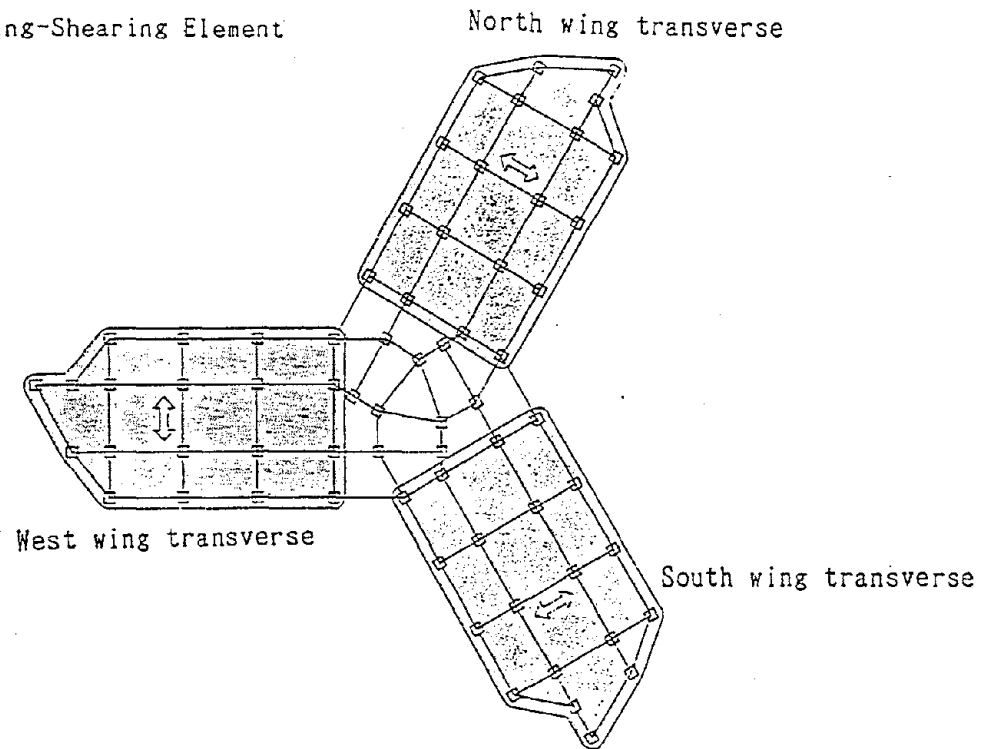 ng-Shearing Element
North wing transverse
West wing transverse
South wing transverse